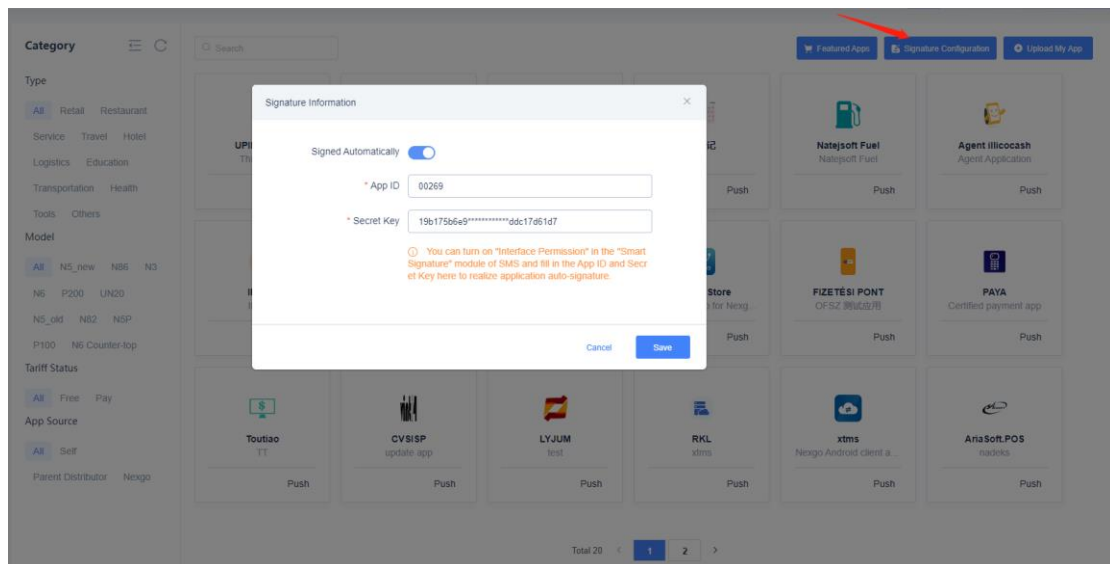 Category
Search
Featured Apps
Signature Configuration
Upload My App
Type
All Retail Restaurant
Service Travel Hotel
Logistics Education
Transportation Health
Tools Others
Model
All N5_new N86 N3
N6 P200 UN20
N5_old N82 N5P
P100 N6 Counter-top
Tariff Status
All Free Pay
App Source
All Self
Parent Distributor Nexgo
Signature Information
Signed Automatically
* App ID 00269
* Secret Key 19b175b6e9************ddc17d61d7
You can turn on "Interface Permission" in the "Smart
Signature" module of SMS and fill in the App ID and Secr
et Key here to realize application auto-signature.
Cancel
Save
Push
Natejsoft Fuel
Natejsoft Fuel
Push
Agent illicocash
Agent Application
Push
Store
for Nexg...
Push
FIZETÉSI PONT
OFSZ 测试应用
Push
PAYA
Certified payment app
Push
Toutiao
TT
Push
CVSISP
update app
Push
LYJUM
test
Push
RKL
xtms
Push
xtms
Nexgo Android client a...
Push
AriaSoft.POS
nadeks
Push
Total 20 < 1 2 >